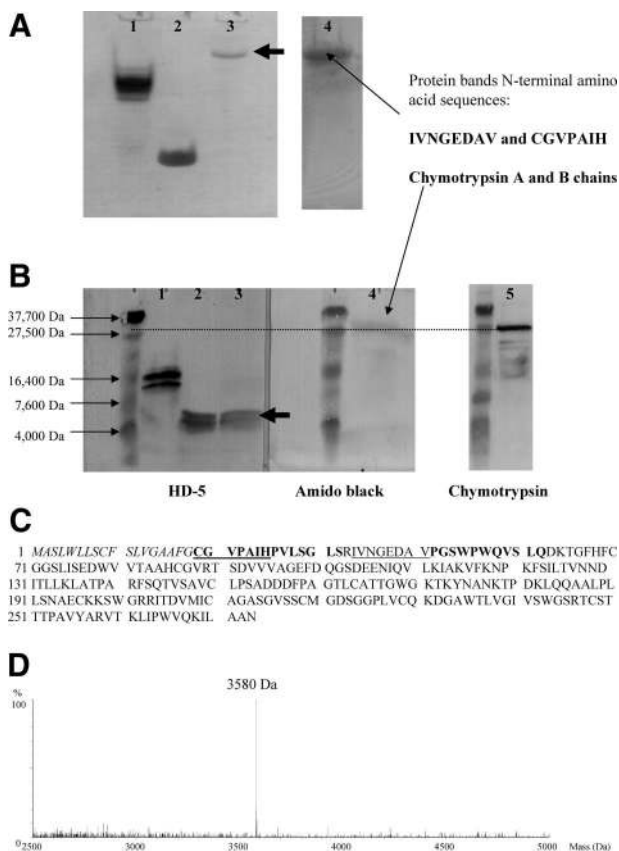 A
1 2 3 4
Protein bands N-terminal amino
acid sequences:
IVNGEDAV and CGVPAIH
Chymotrypsin A and B chains
B
1 2 3 4 5
37,700 Da
27,500 Da
16,400 Da
7,600 Da
4,000 Da
HD-5 Amido black Chymotrypsin
C
1 MASLWLLSCF SLVGAAFGCG VPAIHPVLSG LSRIVNGEDA VPGSWPWQVS LQDKTGFHFC
71 GGSLISEDWV VTAAHCGVRT SDVVVAGEFD QGSDEENIQV LKIAKVFKNP KFSILTVNND
131 ITLLKLATPA RFSQTVSAVC LPSADDDFPA GTLCATTGWG KTKYNANKTP DKLQQAALPL
191 LSNAECKKSW GRRITDVMIC AGASGVSSCM GDSGGPLVCQ KDGAWTLVGI VSWGSRTCST
251 TTPAVYARVT KLIPWVQKIL AAN
D
3580 Da
%
100
0
2500 3000 3500 4000 4500 5000 Mass (Da)